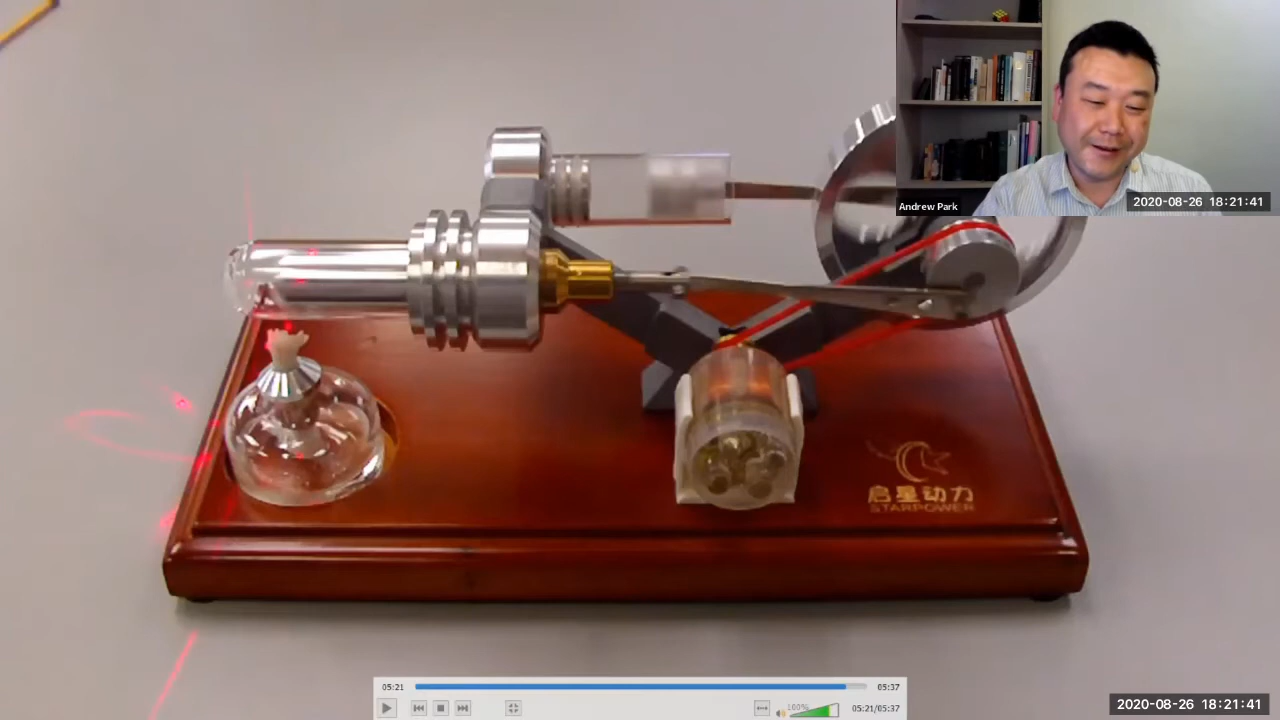 Andrew Park
2020-08-26 18:21:41
启星动力
STARPOWER
05:21
05:37
100%
05:21/05:37
2020-08-26 18:21:41